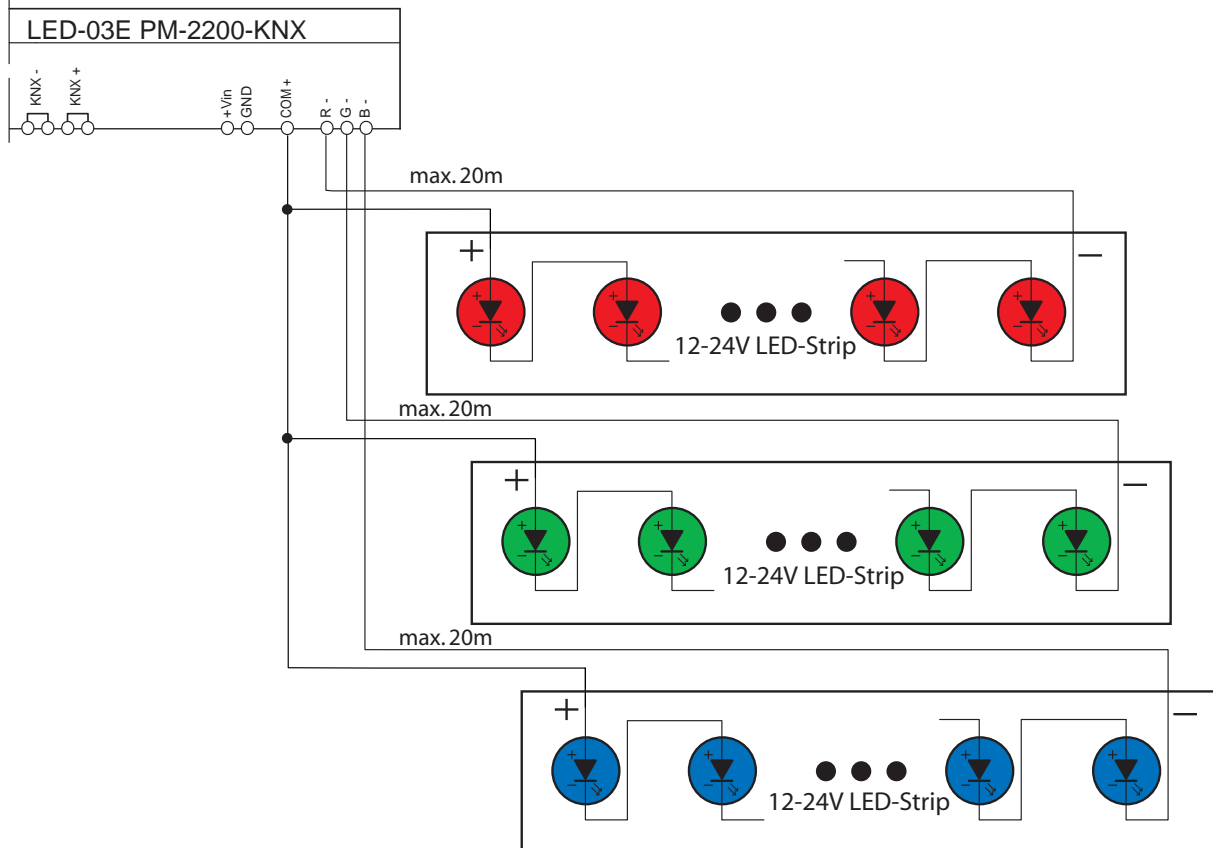 LED-03E PM-2200-KNX
KNX -
KNX +
+Vin
GND
COM +
R -
G -
B -
max. 20m
+
−
12-24V LED-Strip
max. 20m
+
−
12-24V LED-Strip
max. 20m
+
−
12-24V LED-Strip